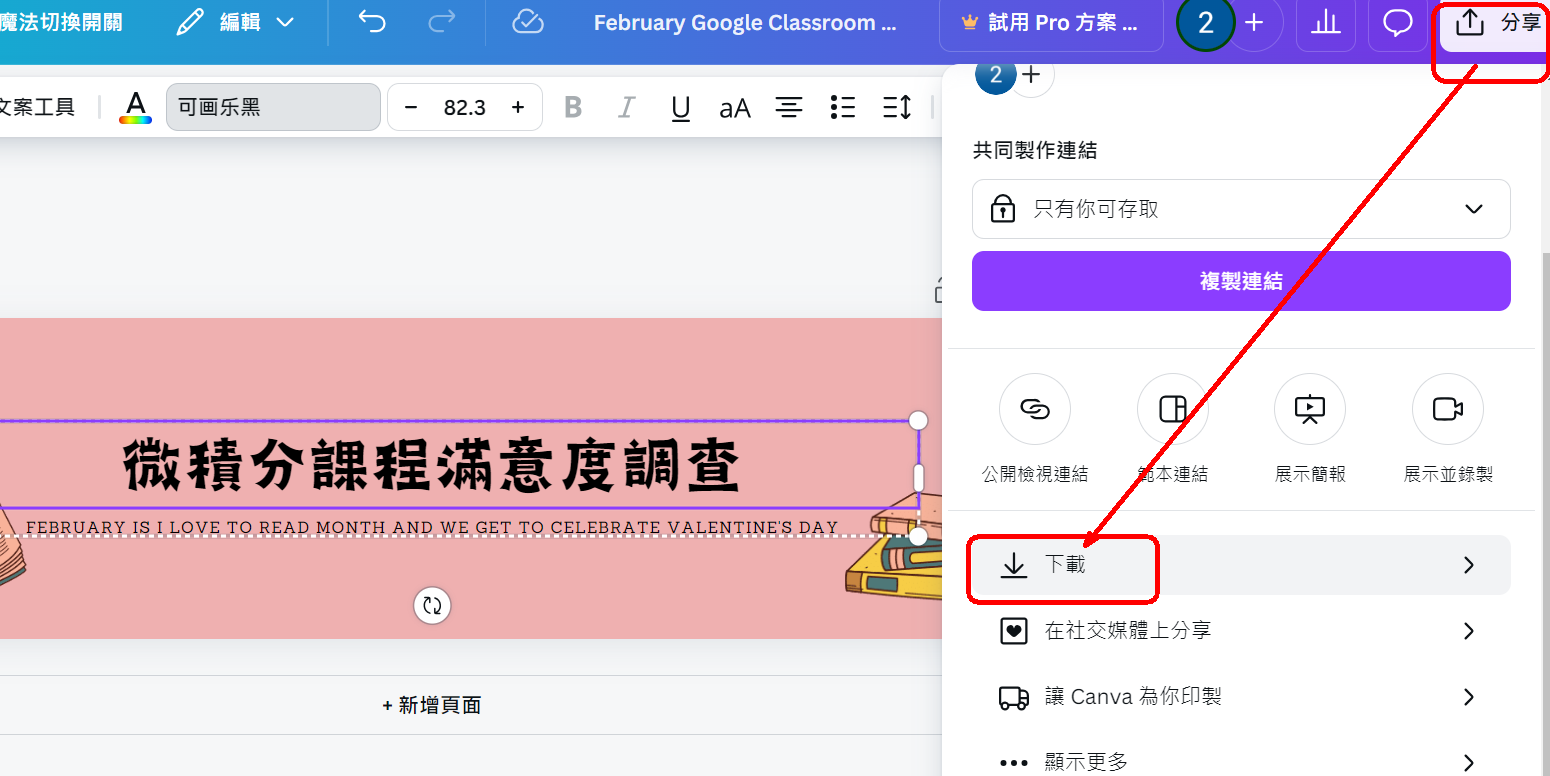 魔法切換開關 編輯 February Google Classroom ... 試用 Pro 方案 ... 2 + 分享
文案工具 A 可画乐黑 − 82.3 + B I U aA
2 +
共同製作連結
只有你可存取
複製連結
公開檢視連結 範本連結 展示簡報 展示並錄製
微積分課程滿意度調查
FEBRUARY IS I LOVE TO READ MONTH AND WE GET TO CELEBRATE VALENTINE'S DAY
下載
在社交媒體上分享
讓 Canva 為你印製
+ 新增頁面
顯示更多